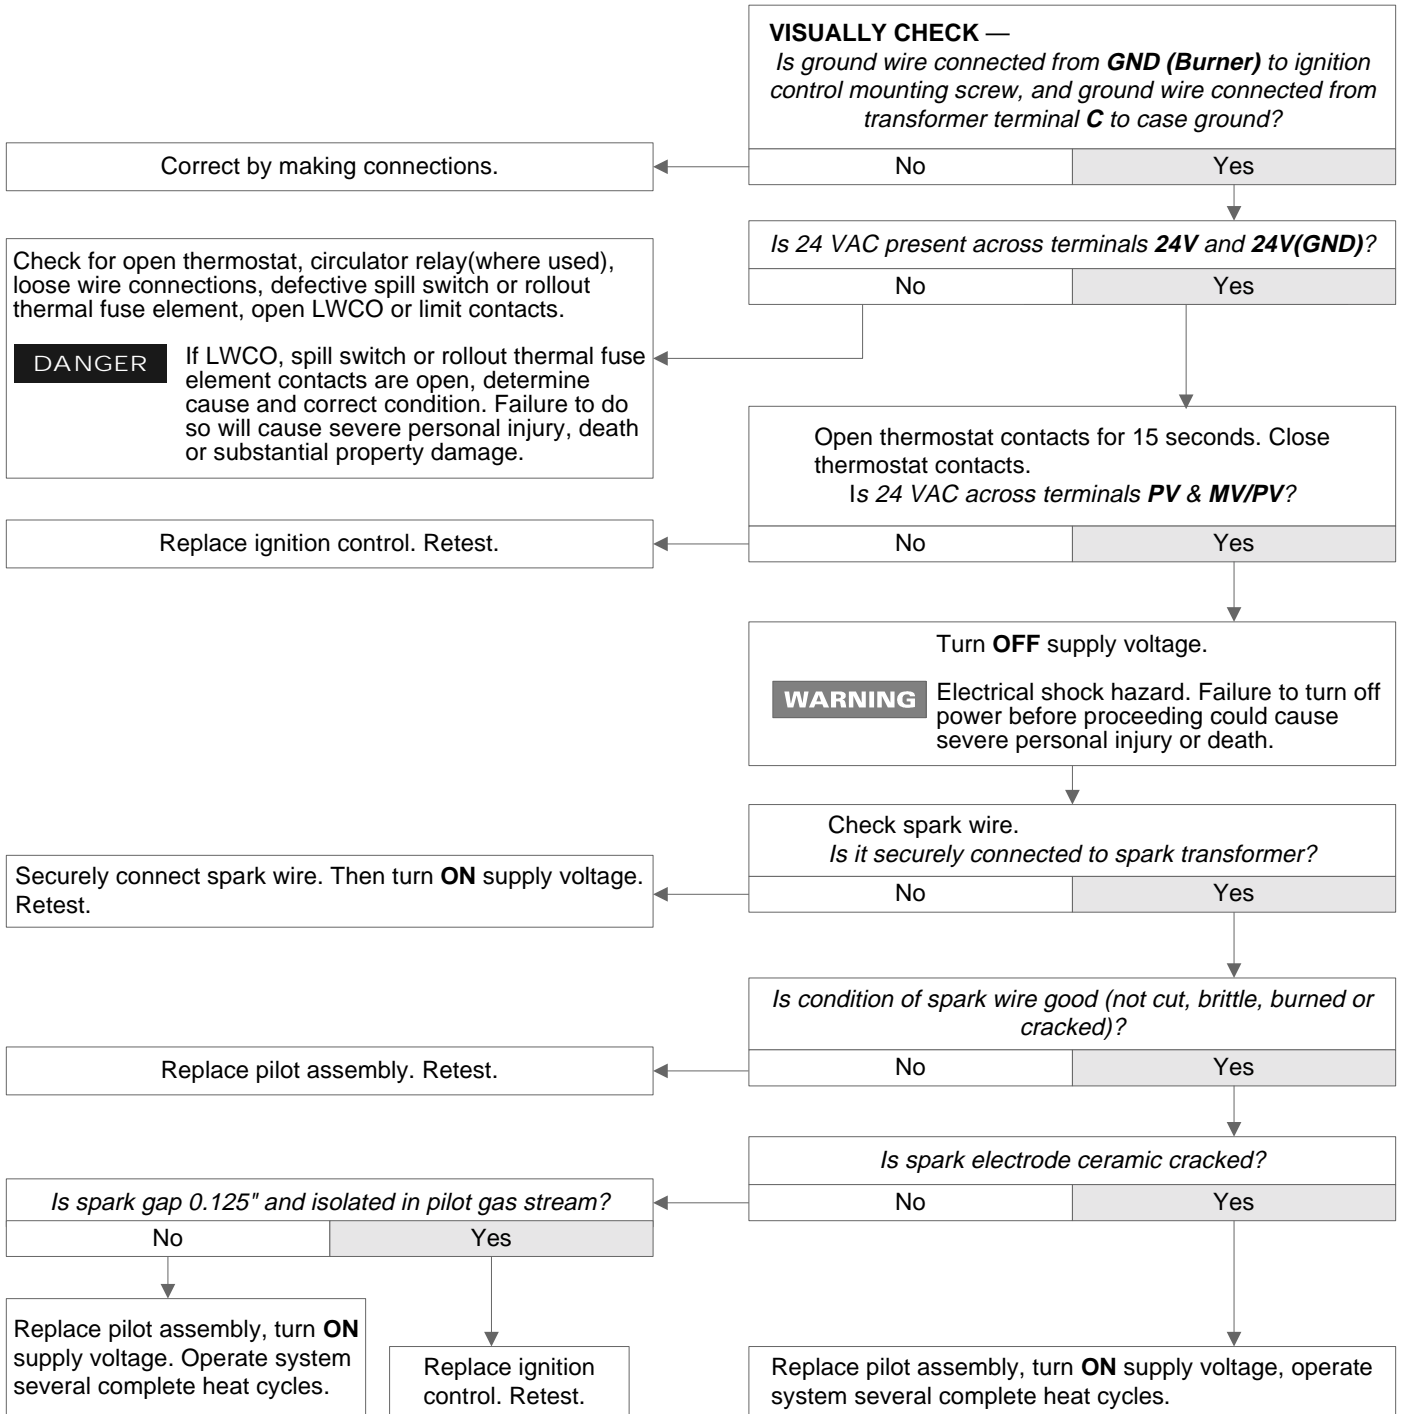 VISUALLY CHECK —
Is ground wire connected from GND (Burner) to ignition
control mounting screw, and ground wire connected from
transformer terminal C to case ground?
No
Yes
Correct by making connections.
Is 24 VAC present across terminals 24V and 24V(GND)?
No
Yes
Check for open thermostat, circulator relay(where used),
loose wire connections, defective spill switch or rollout
thermal fuse element, open LWCO or limit contacts.
DANGER
If LWCO, spill switch or rollout thermal fuse
element contacts are open, determine
cause and correct condition. Failure to do
so will cause severe personal injury, death
or substantial property damage.
Open thermostat contacts for 15 seconds. Close
thermostat contacts.
Is 24 VAC across terminals PV & MV/PV?
No
Yes
Replace ignition control. Retest.
Turn OFF supply voltage.
WARNING
Electrical shock hazard. Failure to turn off
power before proceeding could cause
severe personal injury or death.
Check spark wire.
Is it securely connected to spark transformer?
No
Yes
Securely connect spark wire. Then turn ON supply voltage.
Retest.
Is condition of spark wire good (not cut, brittle, burned or
cracked)?
No
Yes
Replace pilot assembly. Retest.
Is spark electrode ceramic cracked?
No
Yes
Is spark gap 0.125" and isolated in pilot gas stream?
No
Yes
Replace pilot assembly, turn ON
supply voltage. Operate system
several complete heat cycles.
Replace ignition
control. Retest.
Replace pilot assembly, turn ON supply voltage, operate
system several complete heat cycles.